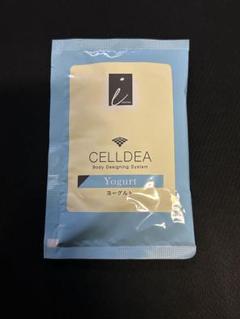 i
CELLDEA
Body Designing System
Yogurt
ヨーグルト